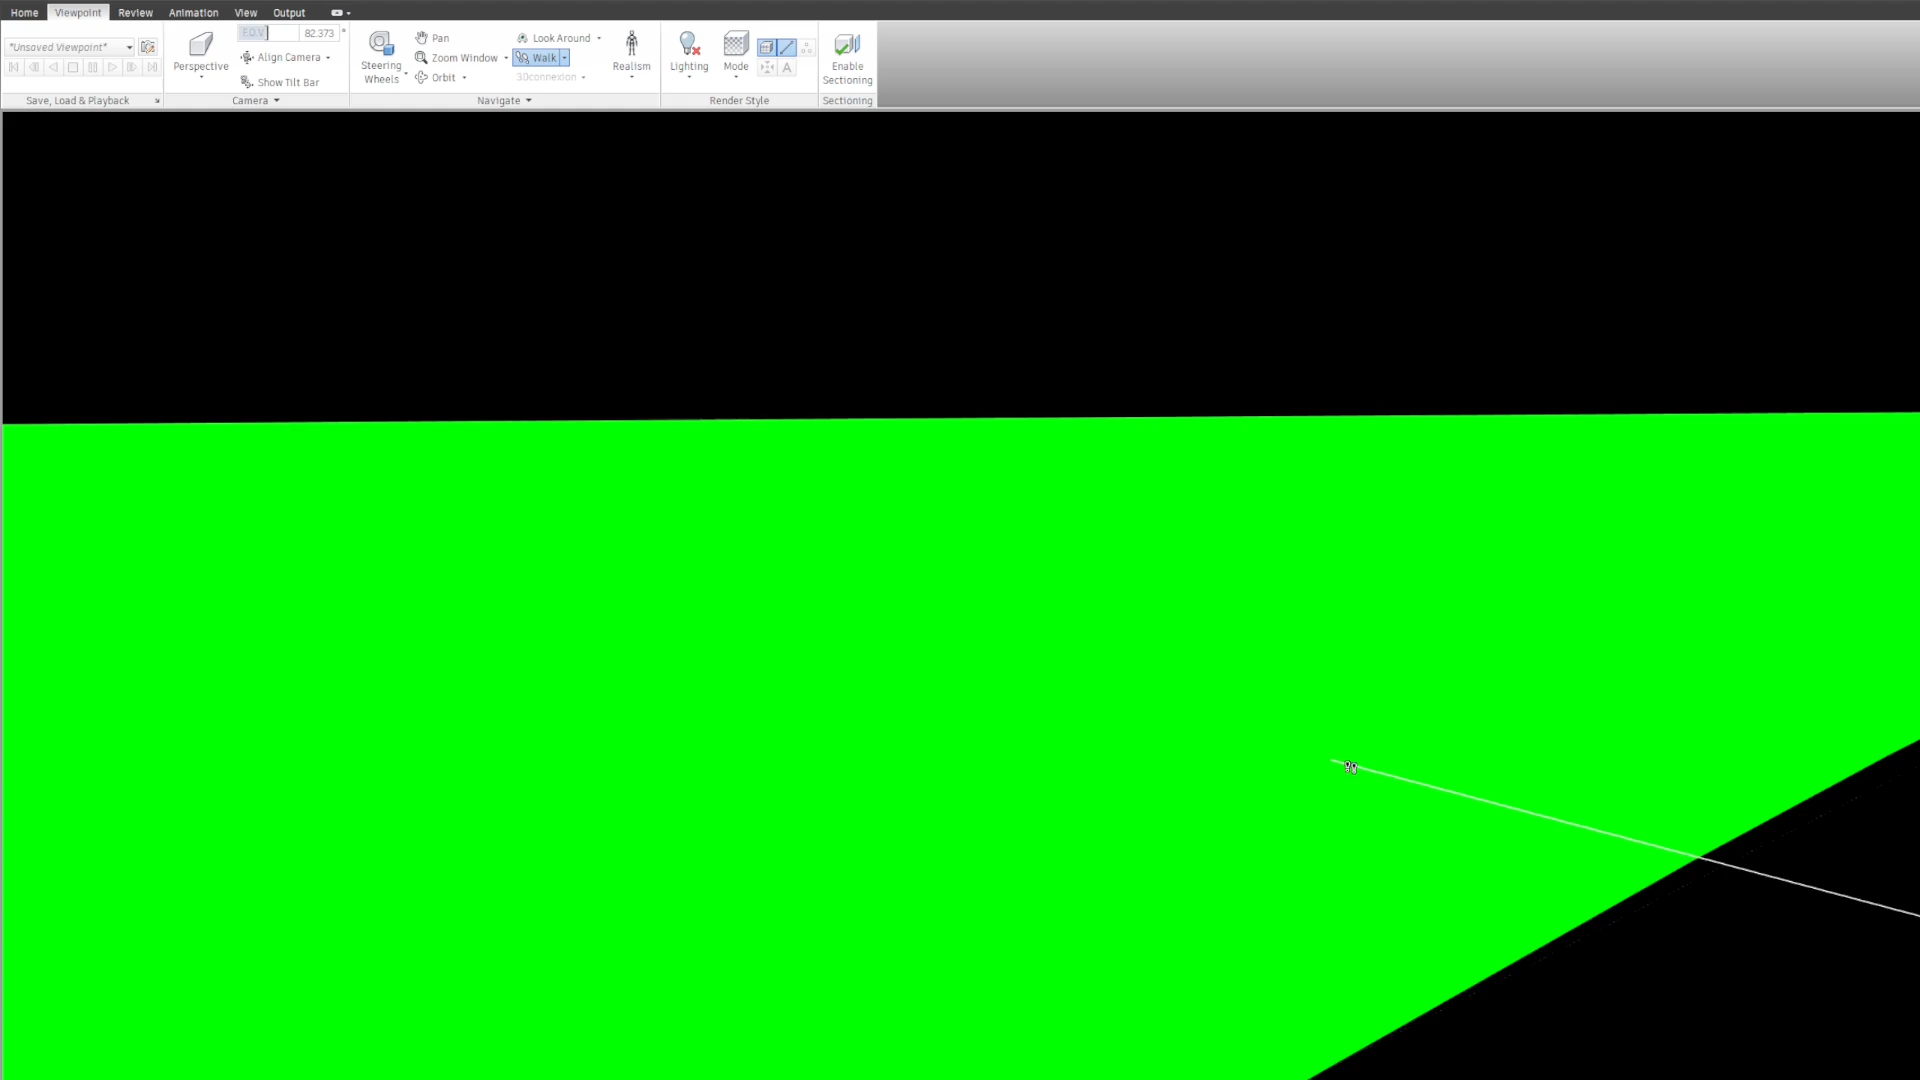 Home Viewpoint Review Animation View Output
*Unsaved Viewpoint*
Save, Load & Playback
Perspective
F.O.V. 82.373 °
Align Camera
Show Tilt Bar
Camera
Steering
Wheels
Pan
Zoom Window
Orbit
Look Around
Walk
3Dconnexion
Navigate
Realism
Lighting
Mode
A
Render Style
Enable
Sectioning
Sectioning